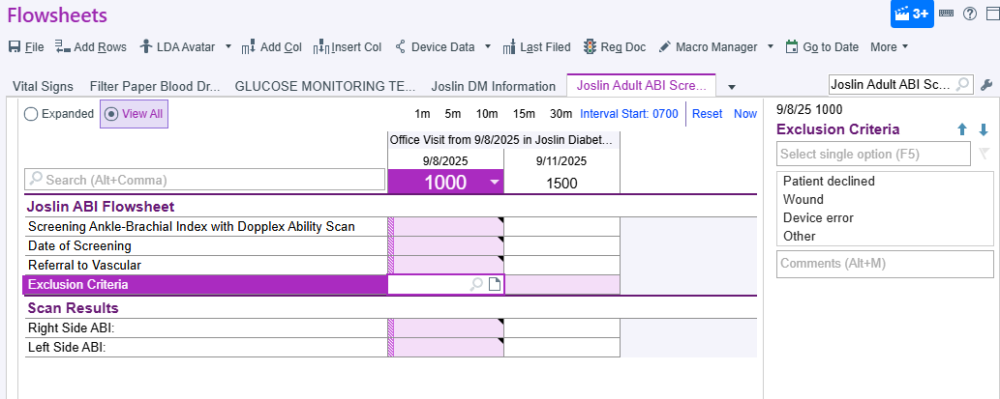 Flowsheets
3+
File Add Rows LDA Avatar Add Col Insert Col Device Data Last Filed Reg Doc Macro Manager Go to Date More
Vital Signs Filter Paper Blood Dr... GLUCOSE MONITORING TE... Joslin DM Information Joslin Adult ABI Scre... Joslin Adult ABI Sc...
Expanded View All 1m 5m 10m 15m 30m Interval Start: 0700 Reset Now
Office Visit from 9/8/2025 in Joslin Diabet...
9/8/2025 9/11/2025
Search (Alt+Comma) 1000 1500
Joslin ABI Flowsheet
Screening Ankle-Brachial Index with Dopplex Ability Scan
Date of Screening
Referral to Vascular
Exclusion Criteria
Scan Results
Right Side ABI:
Left Side ABI:
9/8/25 1000
Exclusion Criteria
Select single option (F5)
Patient declined
Wound
Device error
Other
Comments (Alt+M)